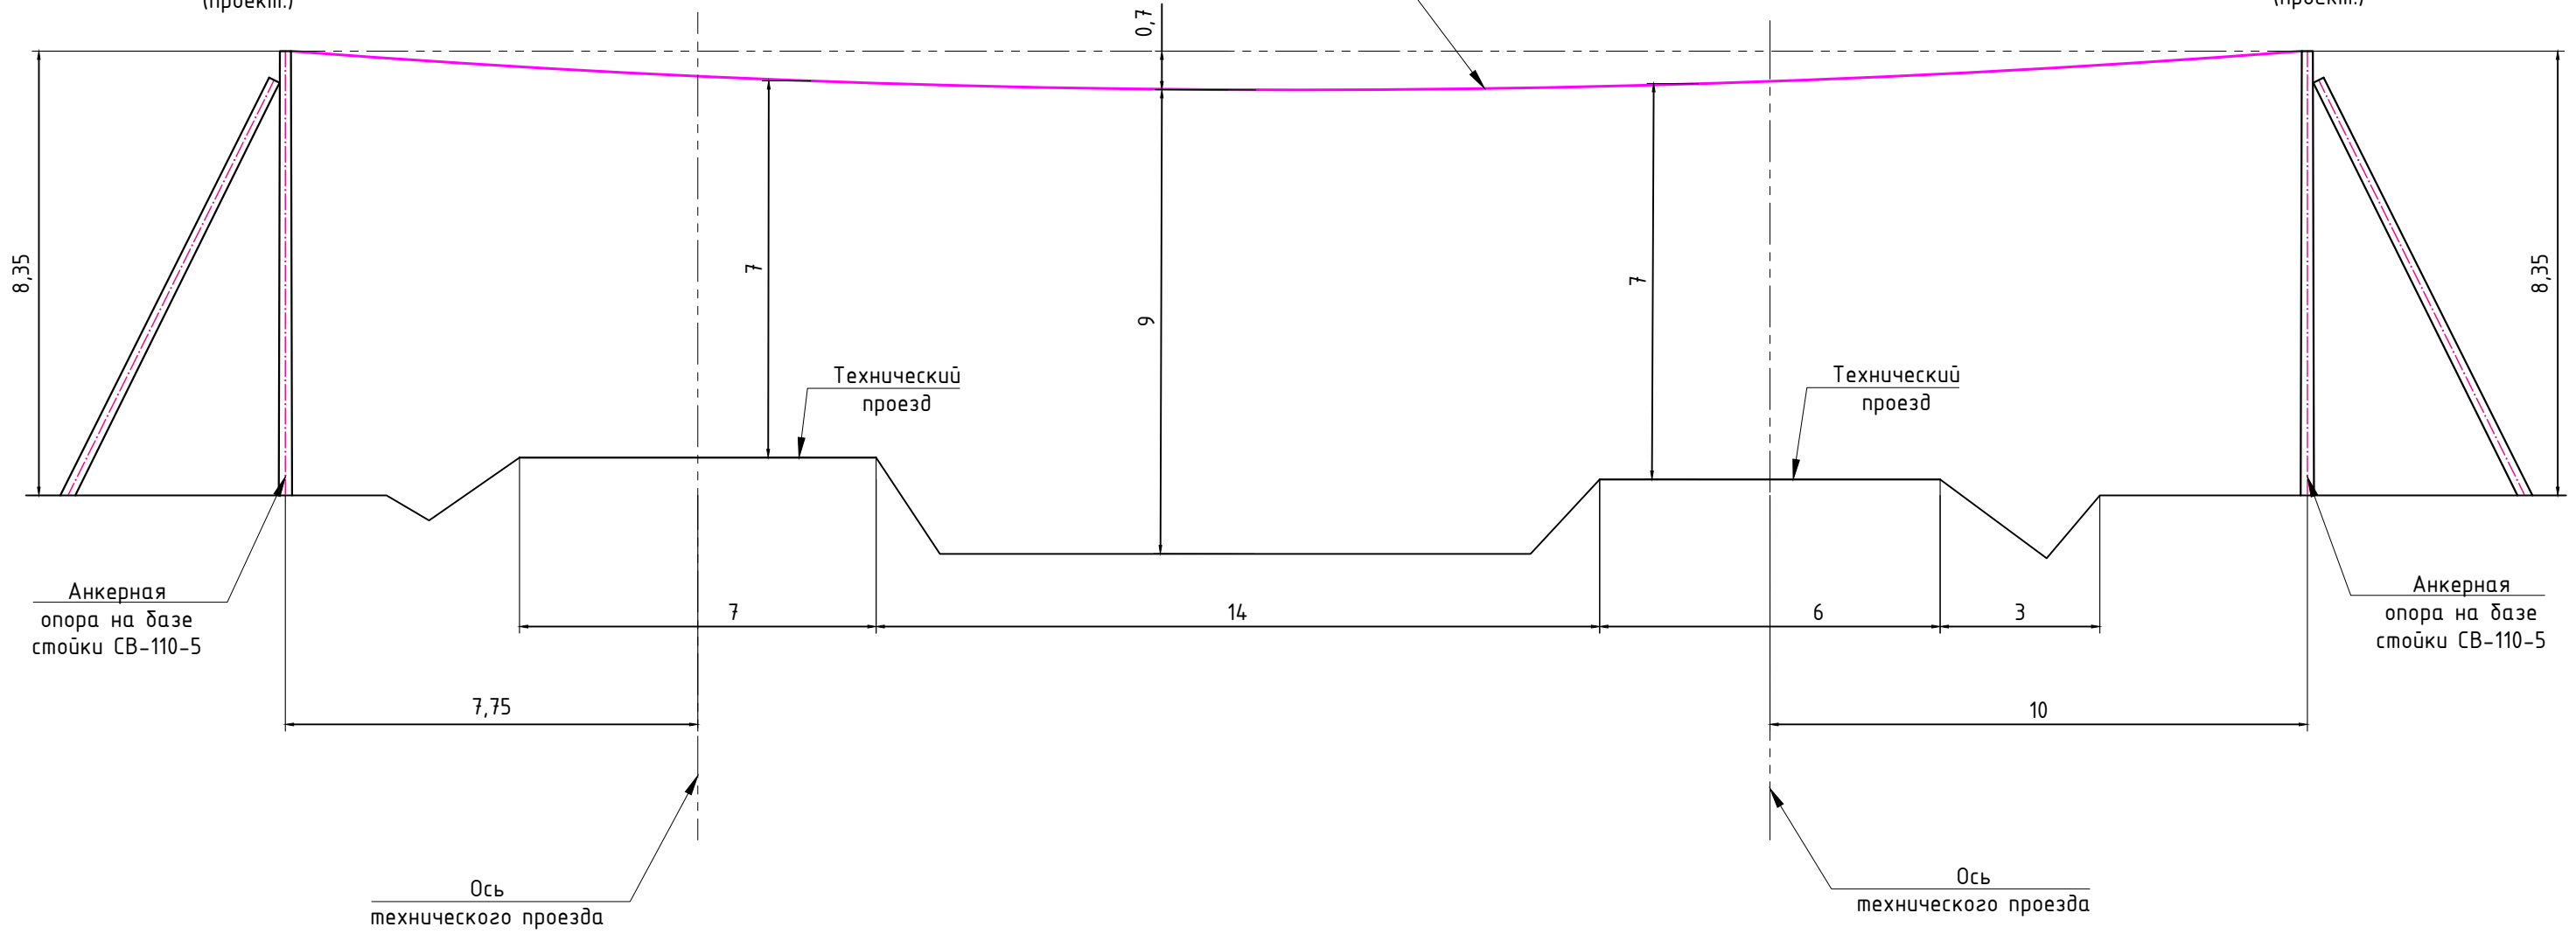 (проект.)
(проект.)
0,7
8,35
7
9
7
8,35
Технический
проезд
Технический
проезд
Анкерная
опора на базе
стойки СВ-110-5
7
14
6
3
Анкерная
опора на базе
стойки СВ-110-5
7,75
10
Ось
технического проезда
Ось
технического проезда